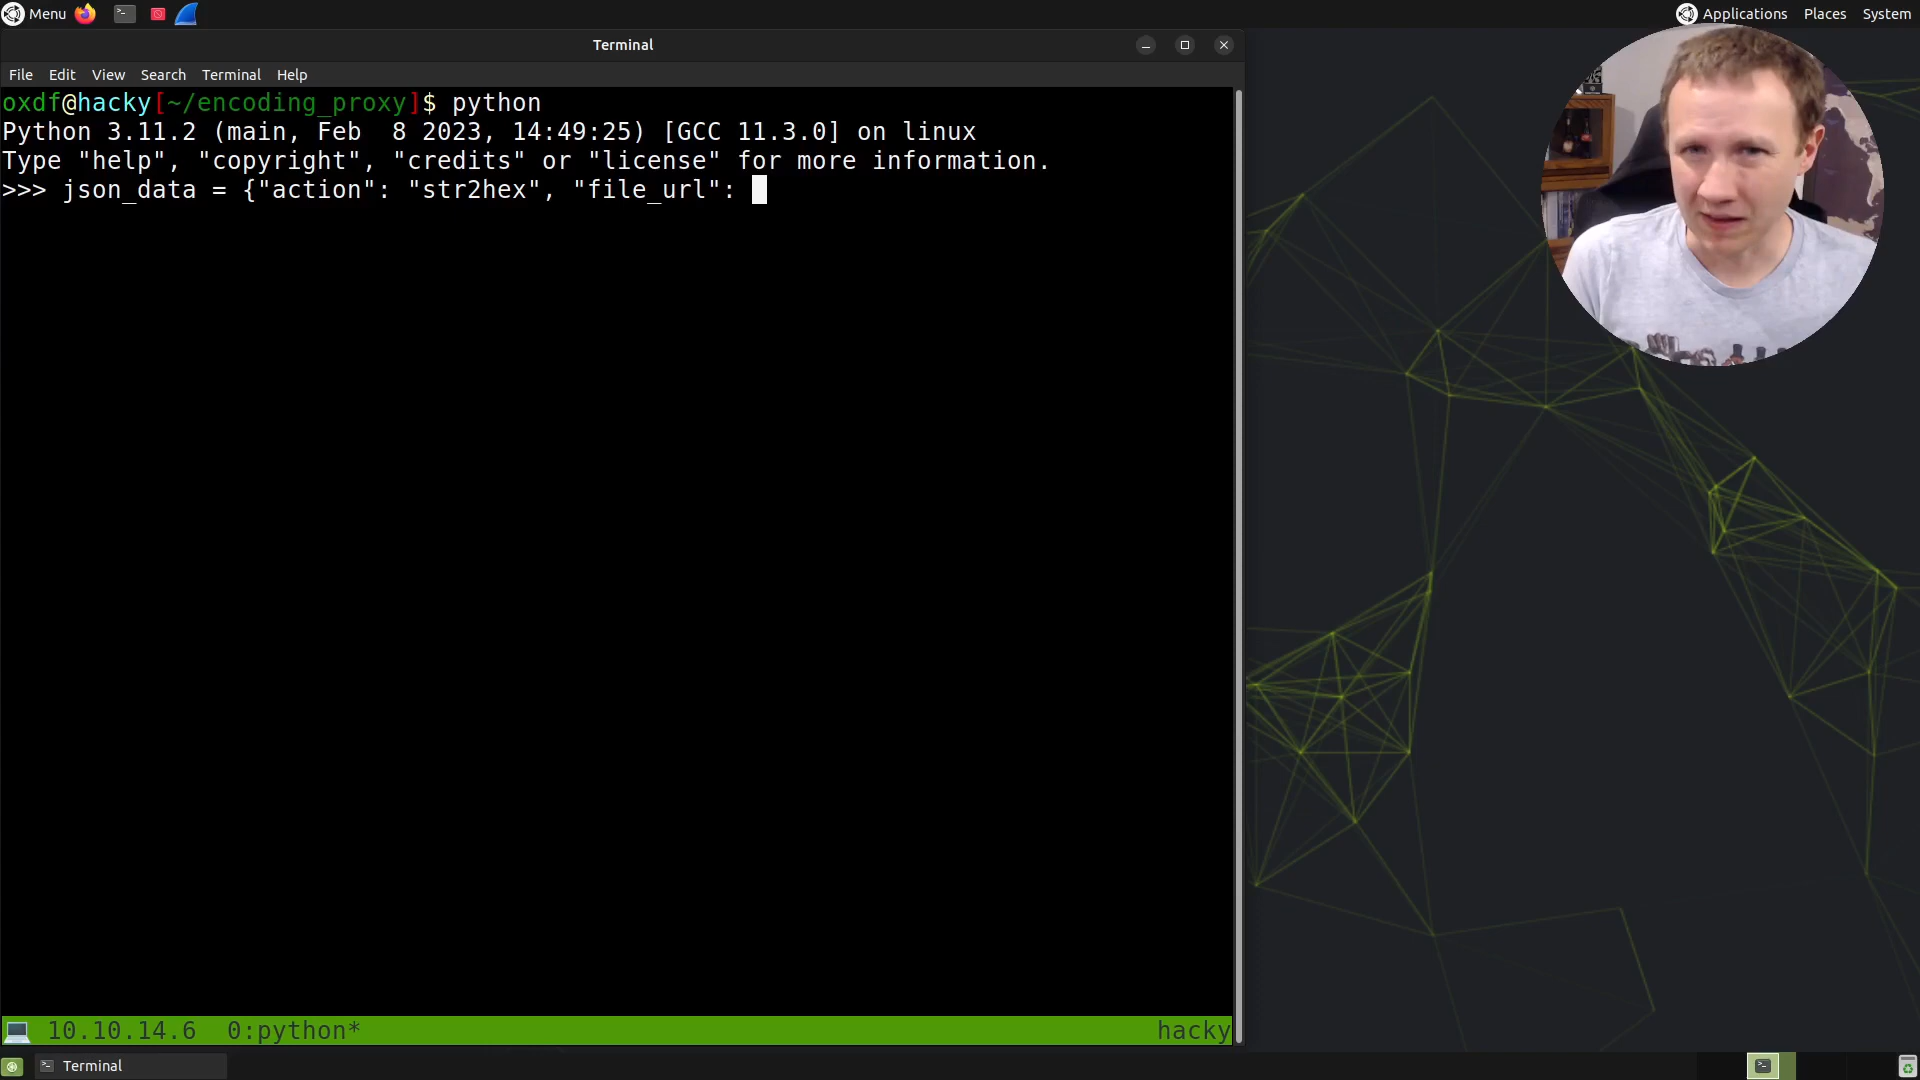 Menu
Applications Places System
Terminal
File Edit View Search Terminal Help
oxdf@hacky[~/encoding_proxy]$ python
Python 3.11.2 (main, Feb  8 2023, 14:49:25) [GCC 11.3.0] on linux
Type "help", "copyright", "credits" or "license" for more information.
>>> json_data = {"action": "str2hex", "file_url":
10.10.14.6  0:python* hacky
Terminal